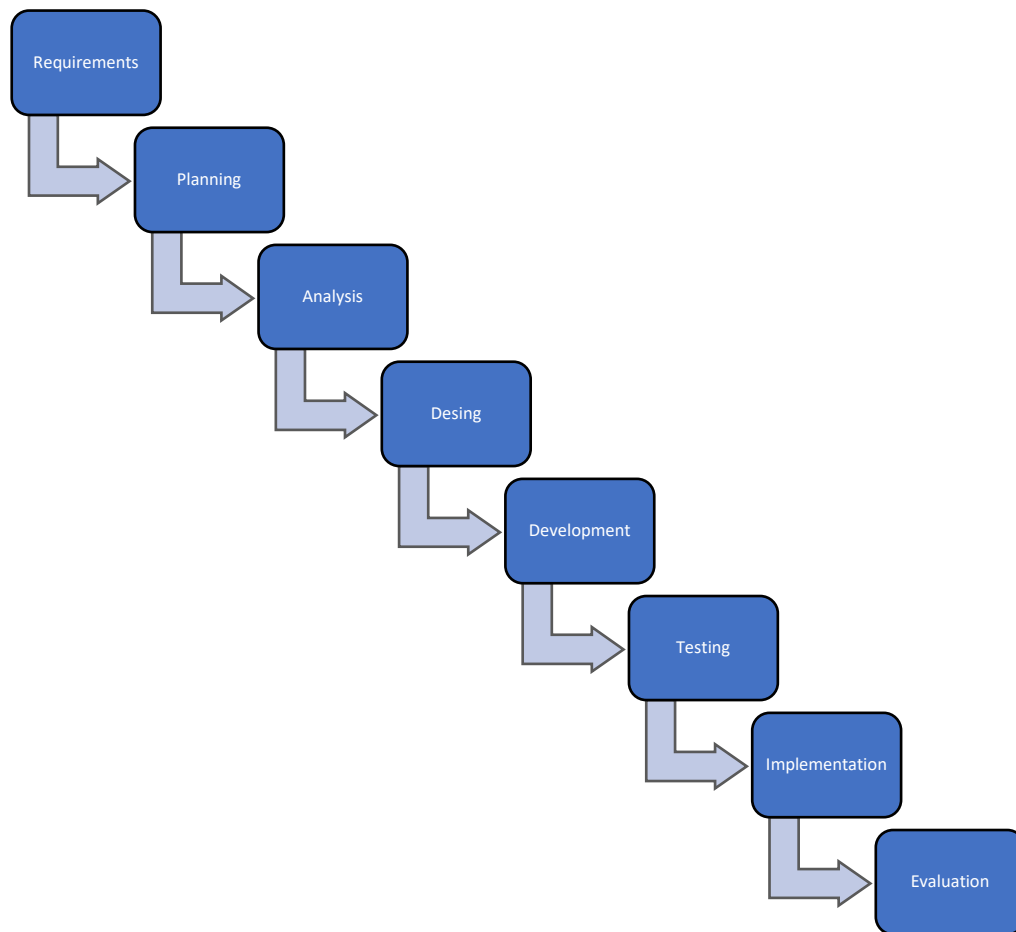 Requirements
Planning
Analysis
Desing
Development
Testing
Implementation
Evaluation